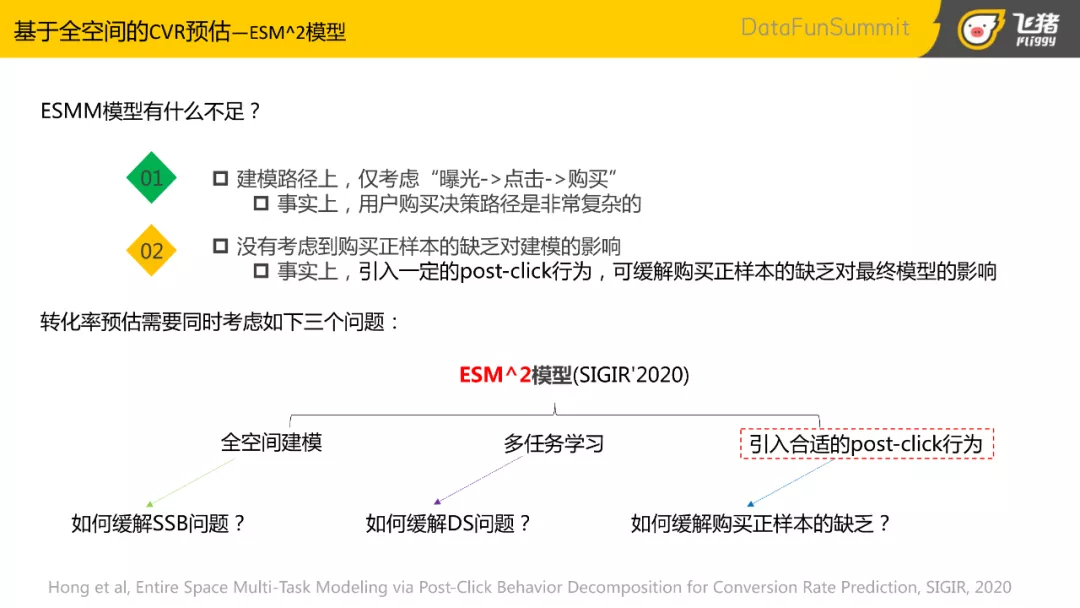 基于全空间的CVR预估—ESM^2模型
DataFunSummit
飞猪
Fliggy
ESMM模型有什么不足？
01
建模路径上，仅考虑“曝光->点击->购买”
事实上，用户购买决策路径是非常复杂的
02
没有考虑到购买正样本的缺乏对建模的影响
事实上，引入一定的post-click行为，可缓解购买正样本的缺乏对最终模型的影响
转化率预估需要同时考虑如下三个问题：
ESM^2模型(SIGIR'2020)
全空间建模
多任务学习
引入合适的post-click行为
如何缓解SSB问题？
如何缓解DS问题？
如何缓解购买正样本的缺乏？
Hong et al, Entire Space Multi-Task Modeling via Post-Click Behavior Decomposition for Conversion Rate Prediction, SIGIR, 2020